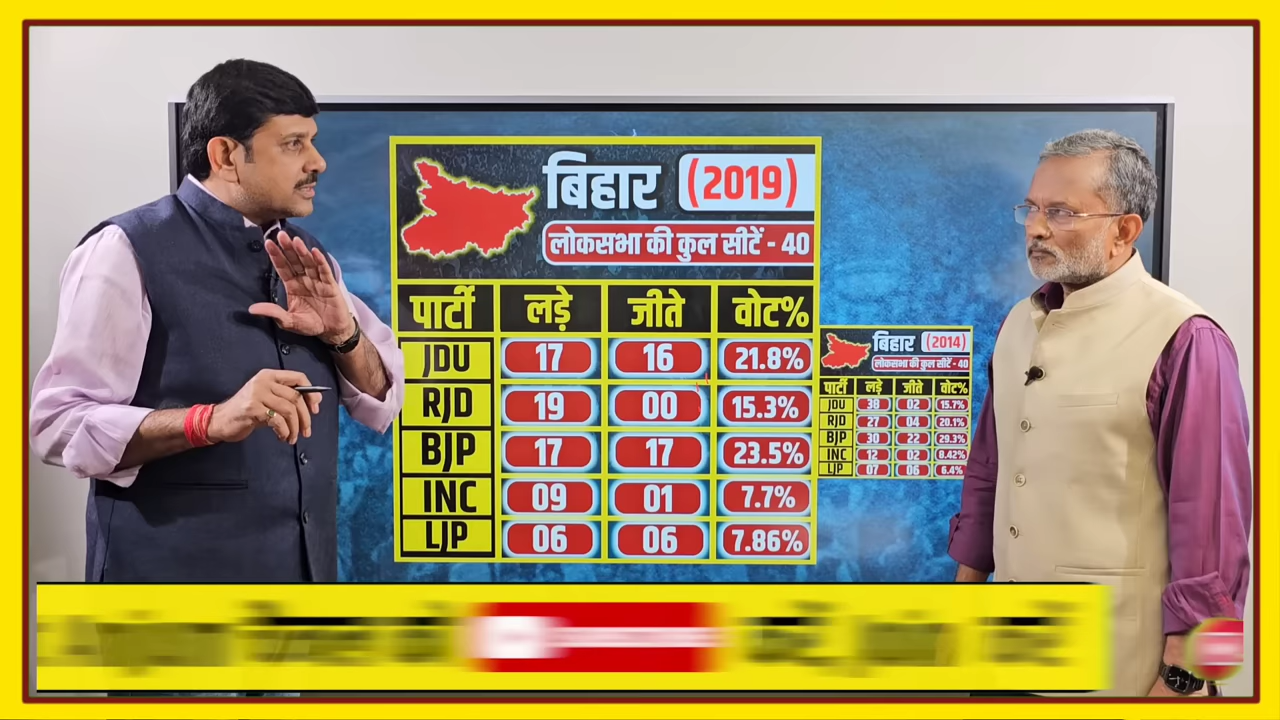 बिहार (2019)
लोकसभा की कुल सीटें - 40
पार्टी लड़े जीते वोट%
JDU 17 16 21.8%
RJD 19 00 15.3%
BJP 17 17 23.5%
INC 09 01 7.7%
LJP 06 06 7.86%
बिहार (2014)
लोकसभा की कुल सीटें - 40
पार्टी लड़े जीते वोट%
JDU 38 02 15.7%
RJD 27 04 20.1%
BJP 30 22 29.3%
INC 12 02 8.42%
LJP 07 06 6.4%